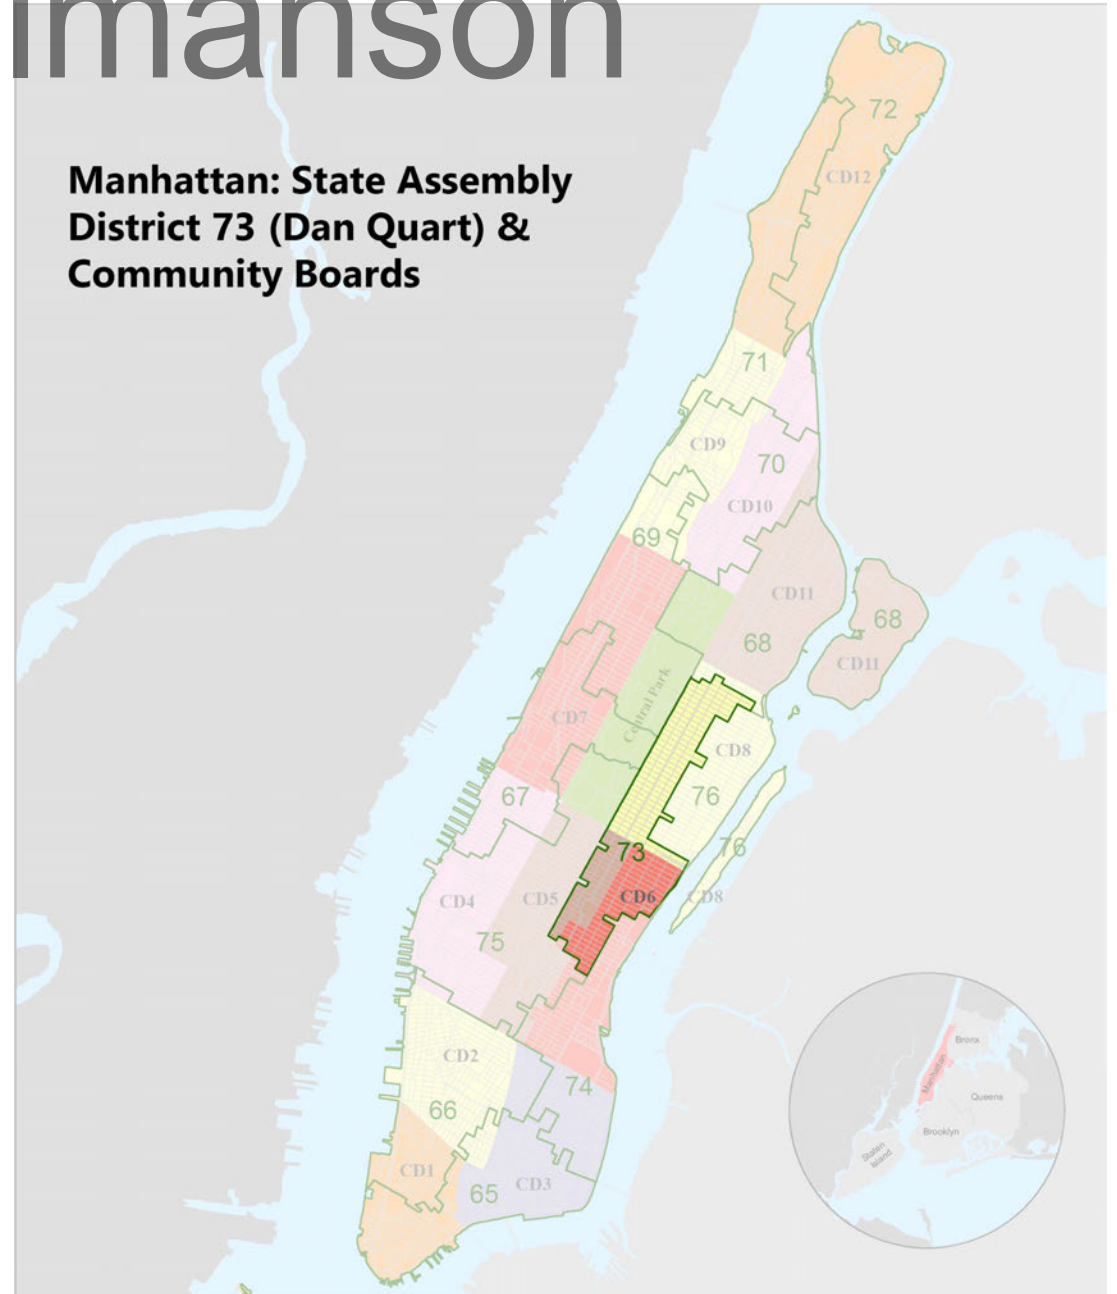 imanson
Manhattan: State Assembly
District 73 (Dan Quart) &
Community Boards
72
CD12
71
CD9
70
CD10
69
CD11
68
68
CD11
Central Park
CD7
CD8
67
76
73
76
CD4
CD5
CD6
CD8
75
CD2
74
66
CD1
65
CD3
Bronx
Manhattan
Queens
Brooklyn
Staten
Island